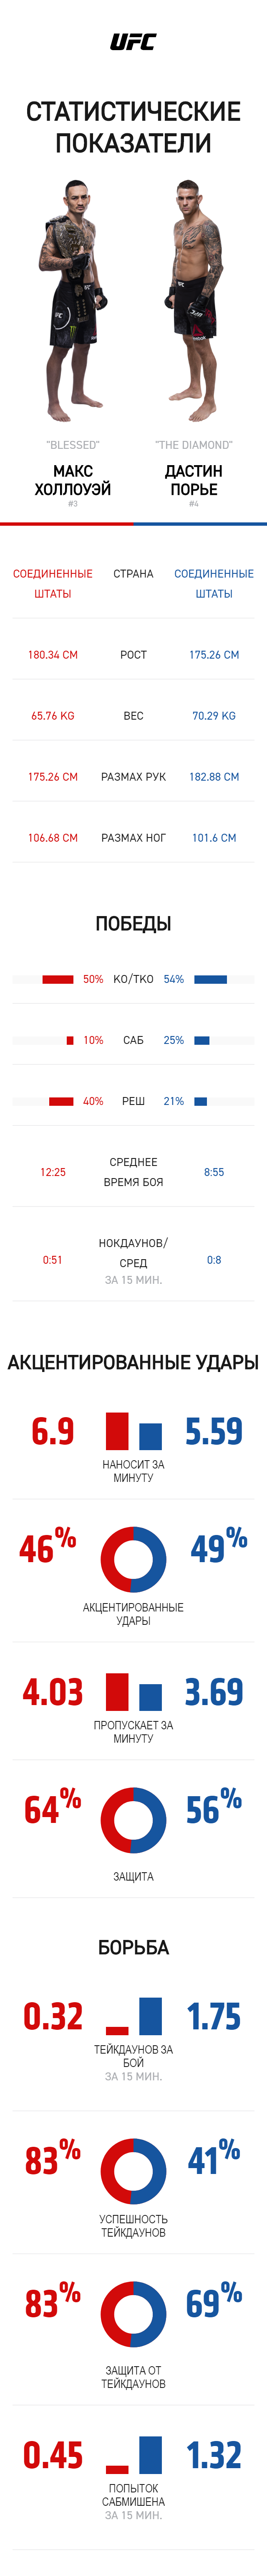 UFC
СТАТИСТИЧЕСКИЕ
ПОКАЗАТЕЛИ
"BLESSED"
"THE DIAMOND"
МАКС
ХОЛЛОУЭЙ
#3
ДАСТИН
ПОРЬЕ
#4
СОЕДИНЕННЫЕ
ШТАТЫ
СТРАНА
СОЕДИНЕННЫЕ
ШТАТЫ
180.34 CM РОСТ 175.26 CM
65.76 KG ВЕС 70.29 KG
175.26 CM РАЗМАХ РУК 182.88 CM
106.68 CM РАЗМАХ НОГ 101.6 CM
ПОБЕДЫ
50% KO/TKO 54%
10% САБ 25%
40% РЕШ 21%
12:25
СРЕДНЕЕ
ВРЕМЯ БОЯ
8:55
0:51
НОКДАУНОВ/
СРЕД
ЗА 15 МИН.
0:8
АКЦЕНТИРОВАННЫЕ УДАРЫ
6.9 5.59
НАНОСИТ ЗА
МИНУТУ
46% 49%
АКЦЕНТИРОВАННЫЕ
УДАРЫ
4.03 3.69
ПРОПУСКАЕТ ЗА
МИНУТУ
64% 56%
ЗАЩИТА
БОРЬБА
0.32 1.75
ТЕЙКДАУНОВ ЗА
БОЙ
ЗА 15 МИН.
83% 41%
УСПЕШНОСТЬ
ТЕЙКДАУНОВ
83% 69%
ЗАЩИТА ОТ
ТЕЙКДАУНОВ
0.45 1.32
ПОПЫТОК
САБМИШЕНА
ЗА 15 МИН.